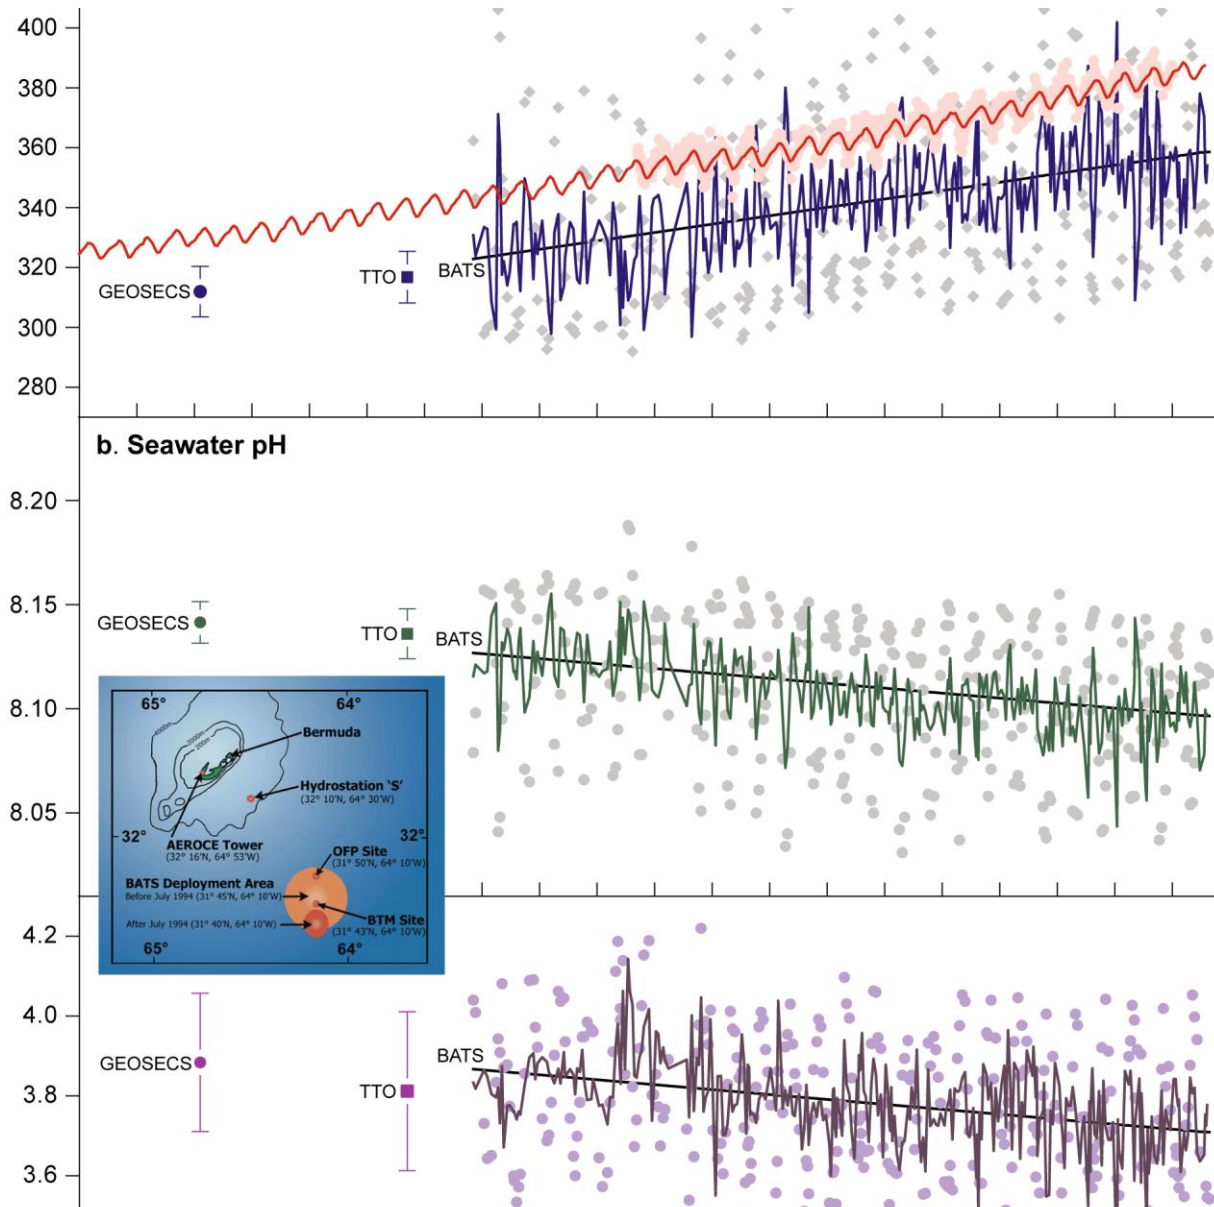 400
380
360
340
320
300
280
GEOSECS
TTO
BATS
b. Seawater pH
8.20
8.15
8.10
8.05
GEOSECS
TTO
BATS
65°
64°
4000m
2000m
200m
Bermuda
Hydrostation ‘S’
(32° 10'N, 64° 30'W)
32°
32°
AEROCE Tower
(32° 16'N, 64° 53'W)
OFP Site
(31° 50'N, 64° 10'W)
BATS Deployment Area
Before July 1994 (31° 45'N, 64° 10'W)
BTM Site
(31° 43'N, 64° 10'W)
After July 1994 (31° 40'N, 64° 10'W)
65°
64°
4.2
4.0
3.8
3.6
GEOSECS
TTO
BATS